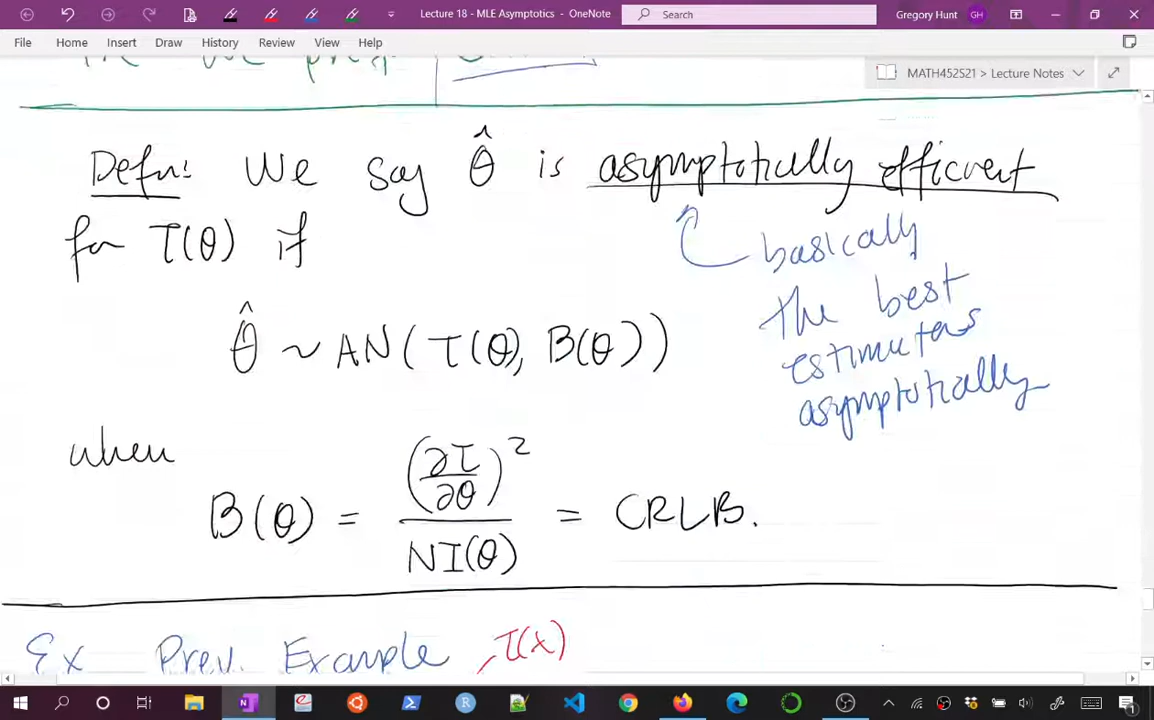 Lecture 18 - MLE Asymptotics - OneNote
Search
Gregory Hunt
GH
File Home Insert Draw History Review View Help
MATH452S21 > Lecture Notes
Defn: We say θ̂ is asymptotically efficient
for τ(θ) if
basically
the best
estimators
asymptotically
θ̂ ~ AN(τ(θ), B(θ))
when
B(θ) = (∂τ/∂θ)² / NI(θ) = CRLB.
Ex Prev. Example τ(x)